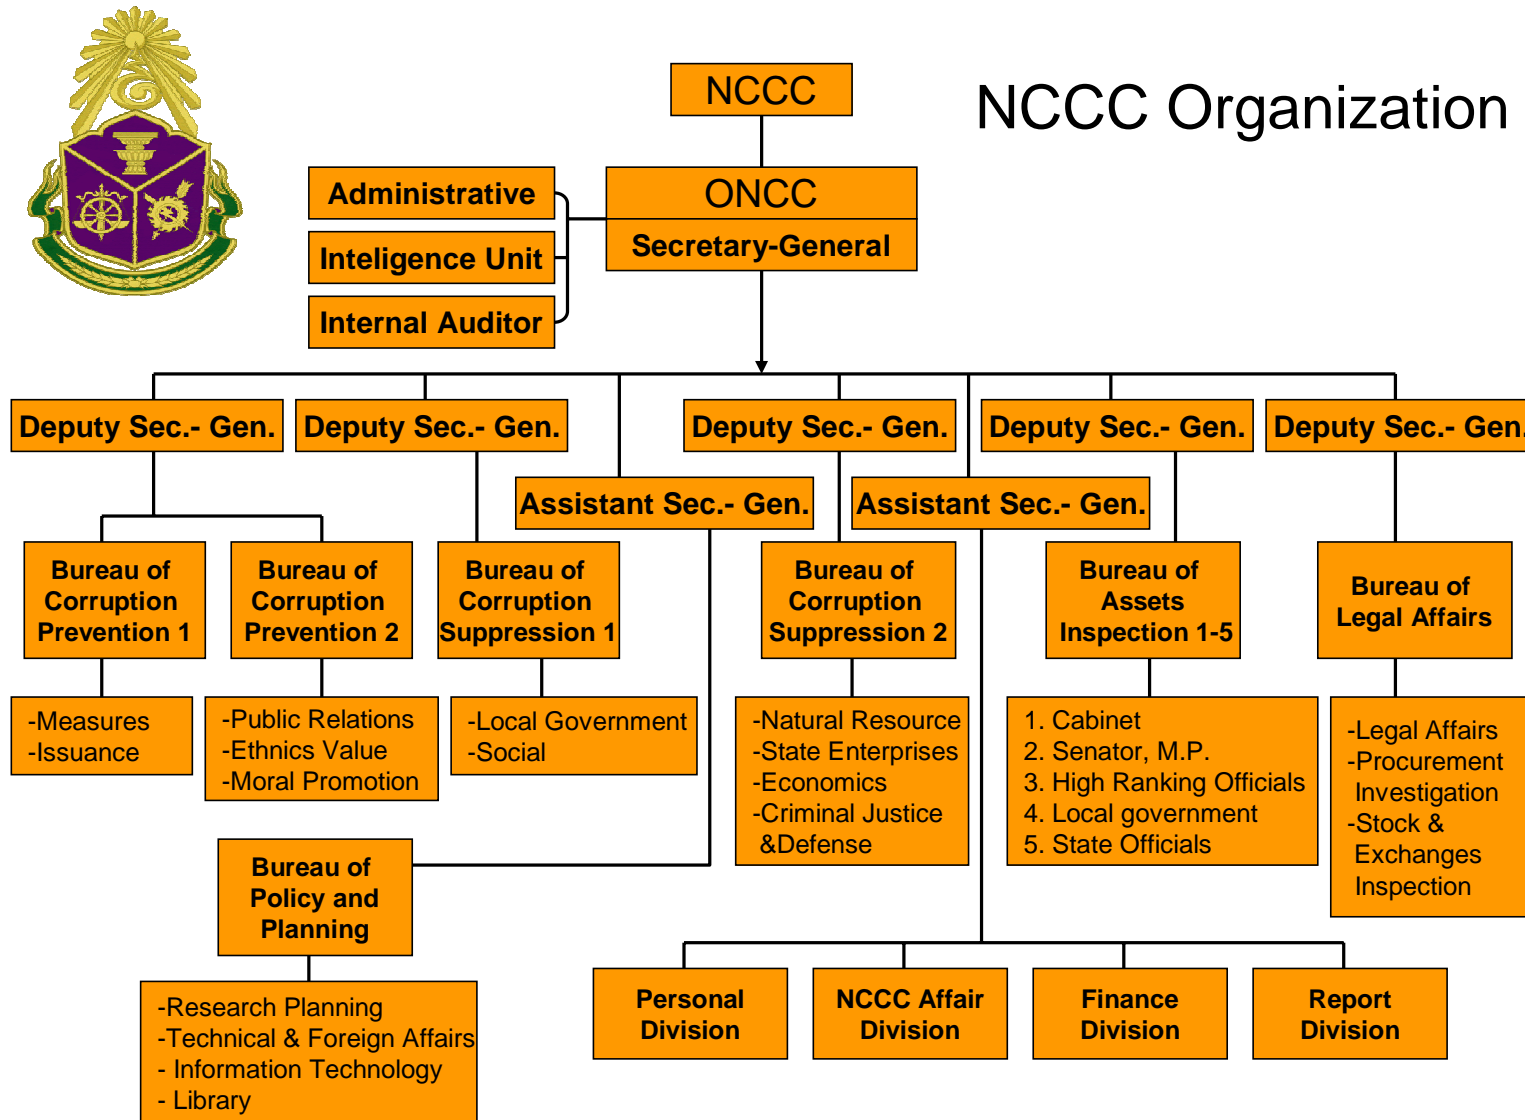 NCCC Organization
NCCC
ONCC
Secretary-General
Administrative
Inteligence Unit
Internal Auditor
Deputy Sec.- Gen.
Deputy Sec.- Gen.
Deputy Sec.- Gen.
Deputy Sec.- Gen.
Deputy Sec.- Gen.
Assistant Sec.- Gen.
Assistant Sec.- Gen.
Bureau of
Corruption
Prevention 1
Bureau of
Corruption
Prevention 2
Bureau of
Corruption
Suppression 1
Bureau of
Corruption
Suppression 2
Bureau of
Assets
Inspection 1-5
Bureau of
Legal Affairs
-Measures
-Issuance
-Public Relations
-Ethnics Value
-Moral Promotion
-Local Government
-Social
-Natural Resource
-State Enterprises
-Economics
-Criminal Justice
&Defense
1. Cabinet
2. Senator, M.P.
3. High Ranking Officials
4. Local government
5. State Officials
-Legal Affairs
-Procurement
Investigation
-Stock &
Exchanges
Inspection
Bureau of
Policy and
Planning
-Research Planning
-Technical & Foreign Affairs
- Information Technology
- Library
Personal
Division
NCCC Affair
Division
Finance
Division
Report
Division